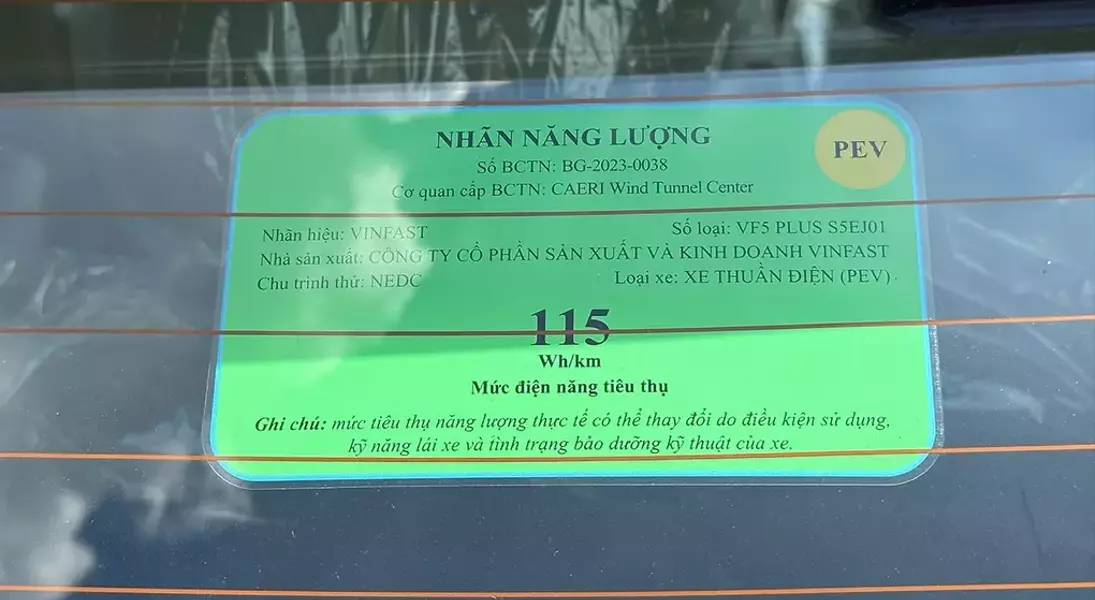 NHÃN NĂNG LƯỢNG
PEV
Số BCTN: BG-2023-0038
Cơ quan cấp BCTN: CAERI Wind Tunnel Center
Nhãn hiệu: VINFAST Số loại: VF5 PLUS S5EJ01
Nhà sản xuất: CÔNG TY CỔ PHẦN SẢN XUẤT VÀ KINH DOANH VINFAST
Chu trình thử: NEDC Loại xe: XE THUẦN ĐIỆN (PEV)
115
Wh/km
Mức điện năng tiêu thụ
Ghi chú: mức tiêu thụ năng lượng thực tế có thể thay đổi do điều kiện sử dụng,
kỹ năng lái xe và tình trạng bảo dưỡng kỹ thuật của xe.